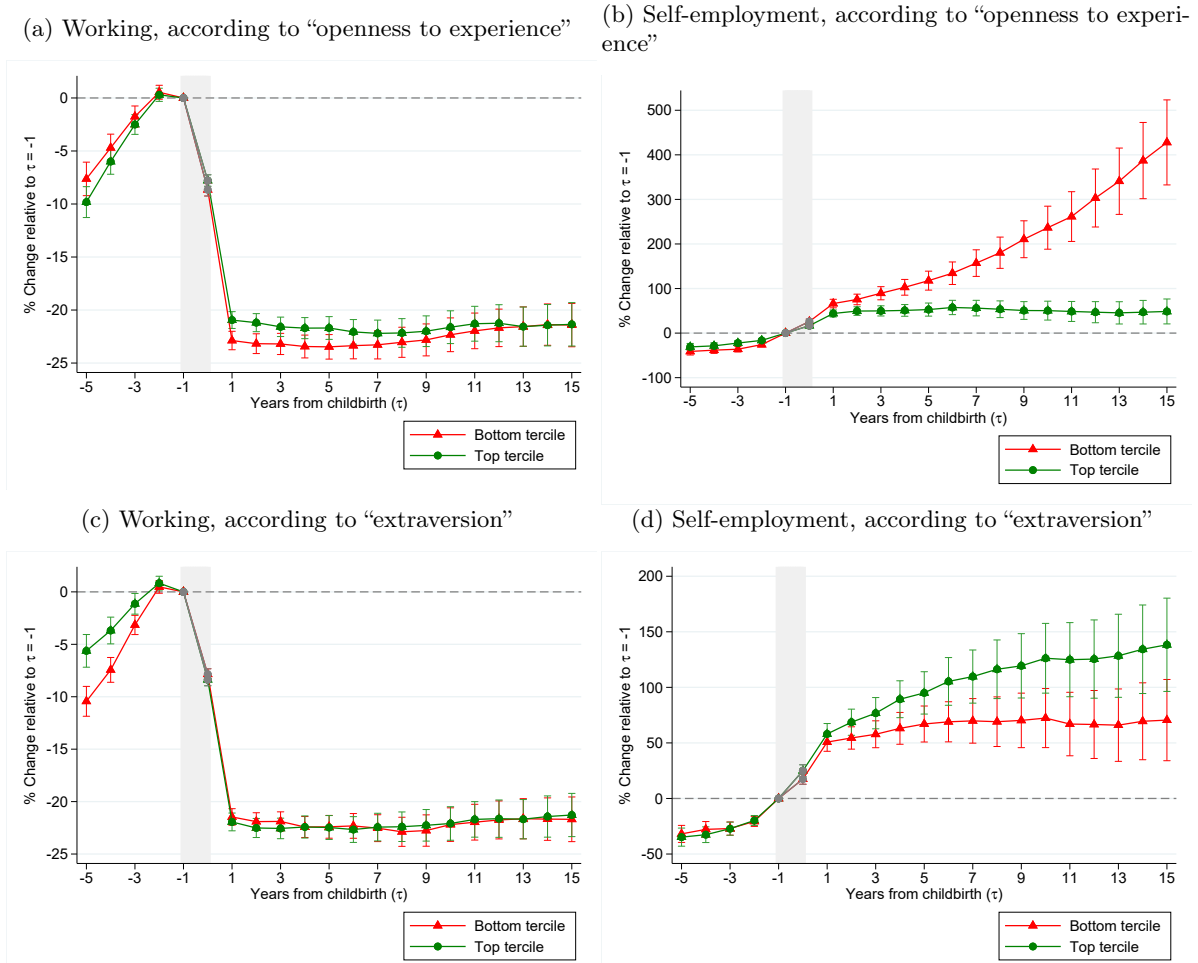 (a) Working, according to “openness to experience”
% Change relative to τ = -1
0
-5
-10
-15
-20
-25
-5 -3 -1 1 3 5 7 9 11 13 15
Years from childbirth (τ)
Bottom tercile
Top tercile
(b) Self-employment, according to “openness to experi-
ence”
% Change relative to τ = -1
500
400
300
200
100
0
-100
-5 -3 -1 1 3 5 7 9 11 13 15
Years from childbirth (τ)
Bottom tercile
Top tercile
(c) Working, according to “extraversion”
% Change relative to τ = -1
0
-5
-10
-15
-20
-25
-5 -3 -1 1 3 5 7 9 11 13 15
Years from childbirth (τ)
Bottom tercile
Top tercile
(d) Self-employment, according to “extraversion”
% Change relative to τ = -1
200
150
100
50
0
-50
-5 -3 -1 1 3 5 7 9 11 13 15
Years from childbirth (τ)
Bottom tercile
Top tercile